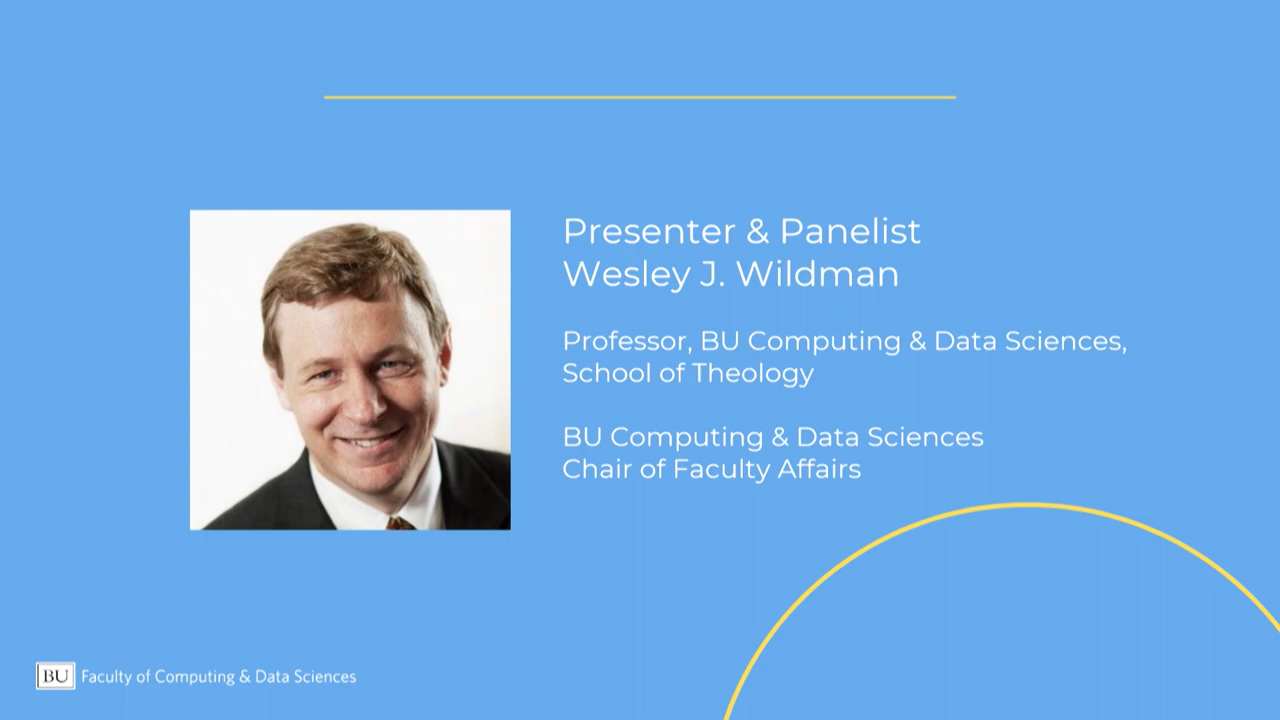 Presenter & Panelist
Wesley J. Wildman
Professor, BU Computing & Data Sciences,
School of Theology
BU Computing & Data Sciences
Chair of Faculty Affairs
BU Faculty of Computing & Data Sciences